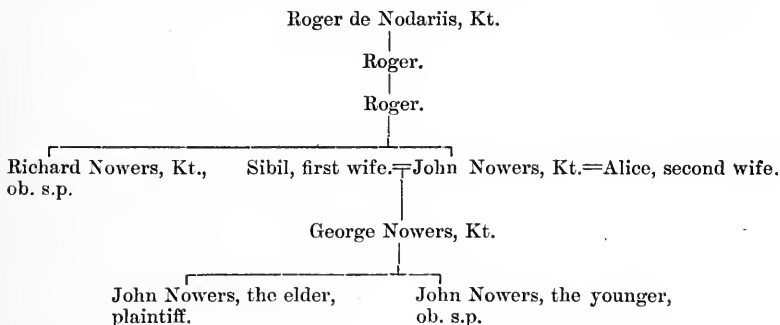 Roger de Nodariis, Kt.
Roger.
Roger.
Richard Nowers, Kt., Sibil, first wife.=John Nowers, Kt.=Alice, second wife.
ob. s.p.
George Nowers, Kt.
John Nowers, the elder, John Nowers, the younger,
plaintiff. ob. s.p.